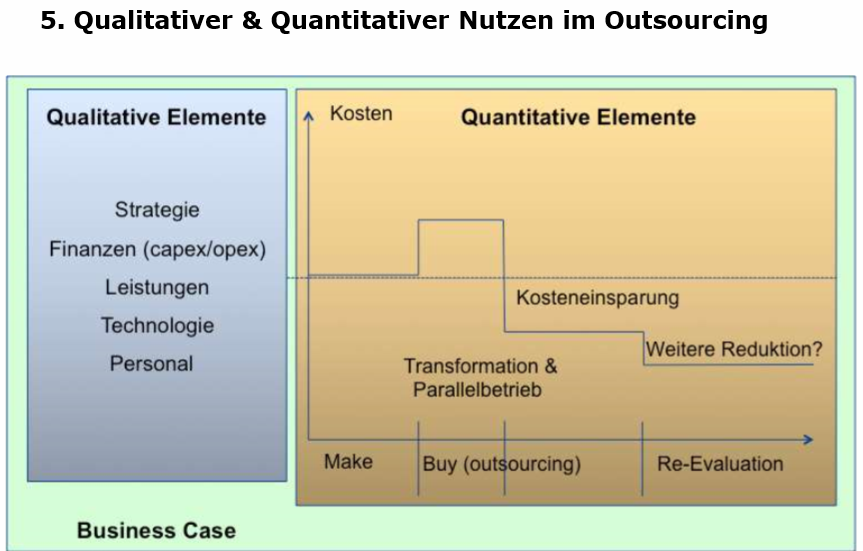 5. Qualitativer & Quantitativer Nutzen im Outsourcing
Qualitative Elemente
Strategie
Finanzen (capex/opex)
Leistungen
Technologie
Personal
Kosten
Quantitative Elemente
Kosteneinsparung
Weitere Reduktion?
Transformation &
Parallelbetrieb
Make
Buy (outsourcing)
Re-Evaluation
Business Case